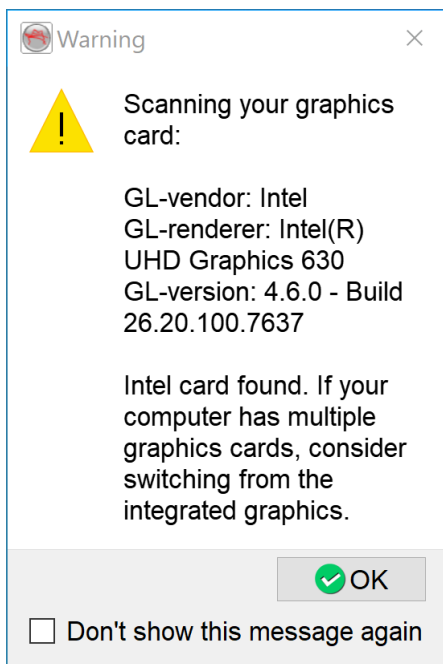 Warning
Scanning your graphics
card:
GL-vendor: Intel
GL-renderer: Intel(R)
UHD Graphics 630
GL-version: 4.6.0 - Build
26.20.100.7637
Intel card found. If your
computer has multiple
graphics cards, consider
switching from the
integrated graphics.
OK
Don't show this message again